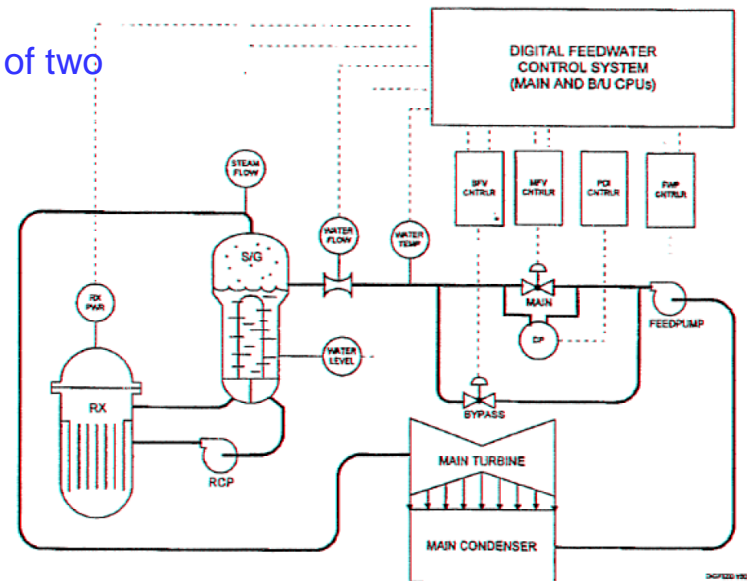 of two
DIGITAL FEEDWATER
CONTROL SYSTEM
(MAIN AND B/U CPUs)
STEAM
FLOW
BFV
CNTRLR
MFV
CNTRLR
PDI
CNTRLR
FWP
CNTRLR
WATER
FLOW
WATER
TEMP
S/G
MAIN
FEEDPUMP
RX
PWR
DP
WATER
LEVEL
BYPASS
RX
RCP
MAIN TURBINE
MAIN CONDENSER